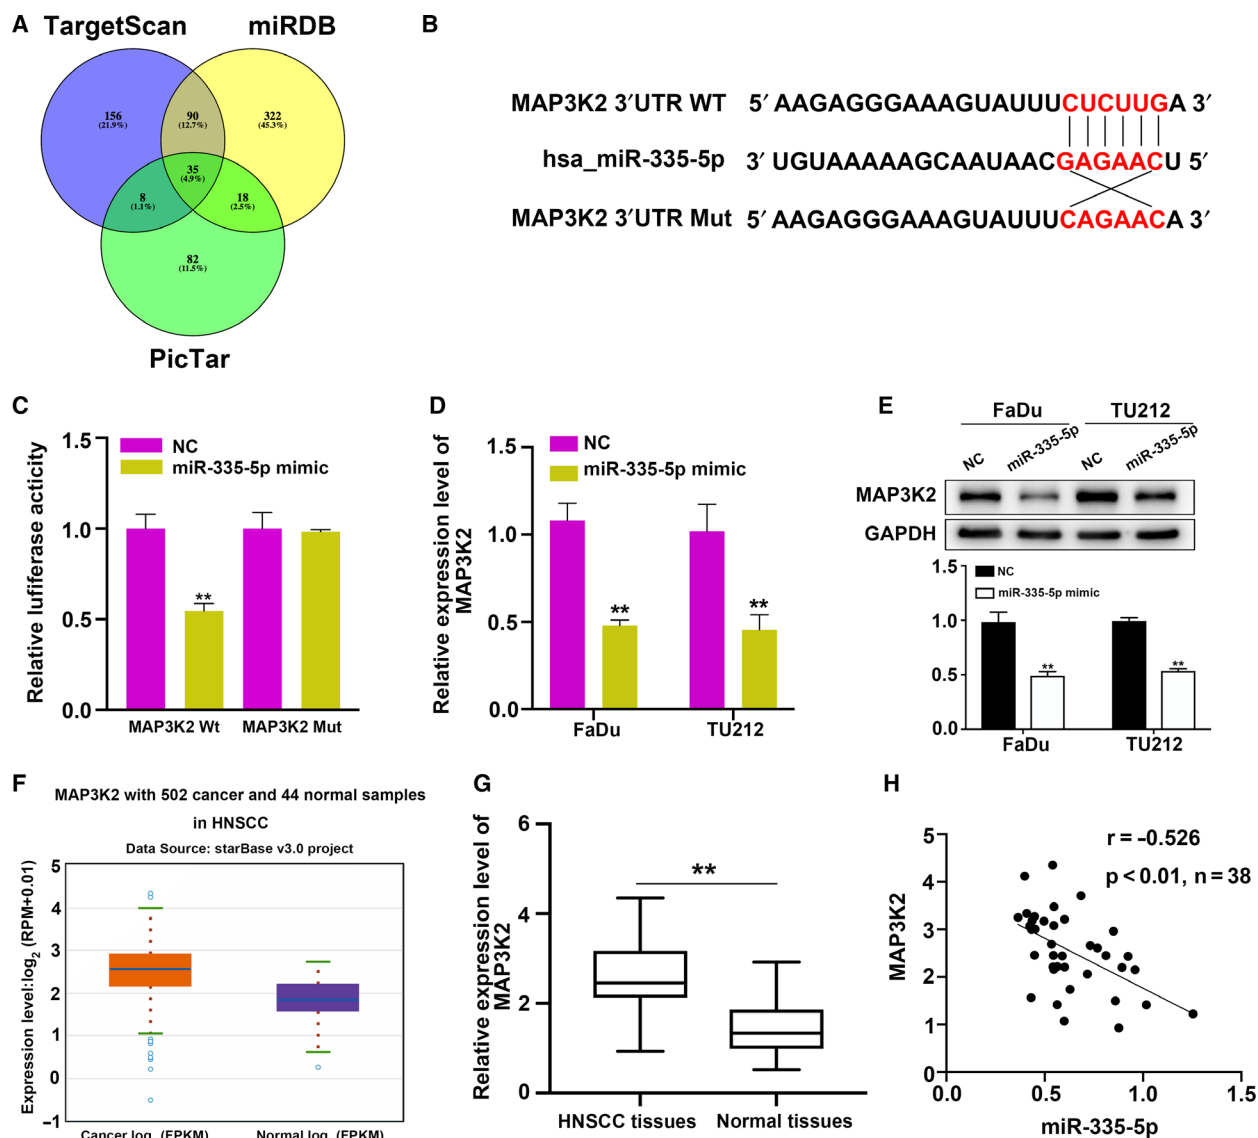 A
TargetScan
miRDB
156
(21.9%)
90
(12.7%)
322
(45.3%)
35
(4.9%)
8
(1.1%)
18
(2.5%)
82
(11.5%)
PicTar
B
MAP3K2 3′UTR WT 5′ AAGAGGGAAAGUAUUUCUCUUGA 3′
hsa_miR-335-5p 3′ UGUAAAAAGCAAUAACGAGAACU 5′
MAP3K2 3′UTR Mut 5′ AAGAGGGAAAGUAUUUCAGAACA 3′
C
Relative lufiferase acticity
1.5
1.0
0.5
0.0
NC
miR-335-5p mimic
**
MAP3K2 Wt
MAP3K2 Mut
D
Relative expression level of
MAP3K2
1.5
1.0
0.5
0.0
NC
miR-335-5p mimic
**
**
FaDu
TU212
E
FaDu
TU212
NC
miR-335-5p
NC
miR-335-5p
MAP3K2
GAPDH
1.5
1.0
0.5
0.0
NC
miR-335-5p mimic
**
**
FaDu
TU212
F
MAP3K2 with 502 cancer and 44 normal samples
in HNSCC
Data Source: starBase v3.0 project
Expression level:log2 (RPM+0.01)
5
4
3
2
1
0
−1
Cancer log2 (FPKM)
Normal log2 (FPKM)
G
Relative expression level of
MAP3K2
6
4
2
0
**
HNSCC tissues
Normal tissues
H
MAP3K2
5
4
3
2
1
0
r = −0.526
p < 0.01, n = 38
0.0
0.5
1.0
1.5
miR-335-5p